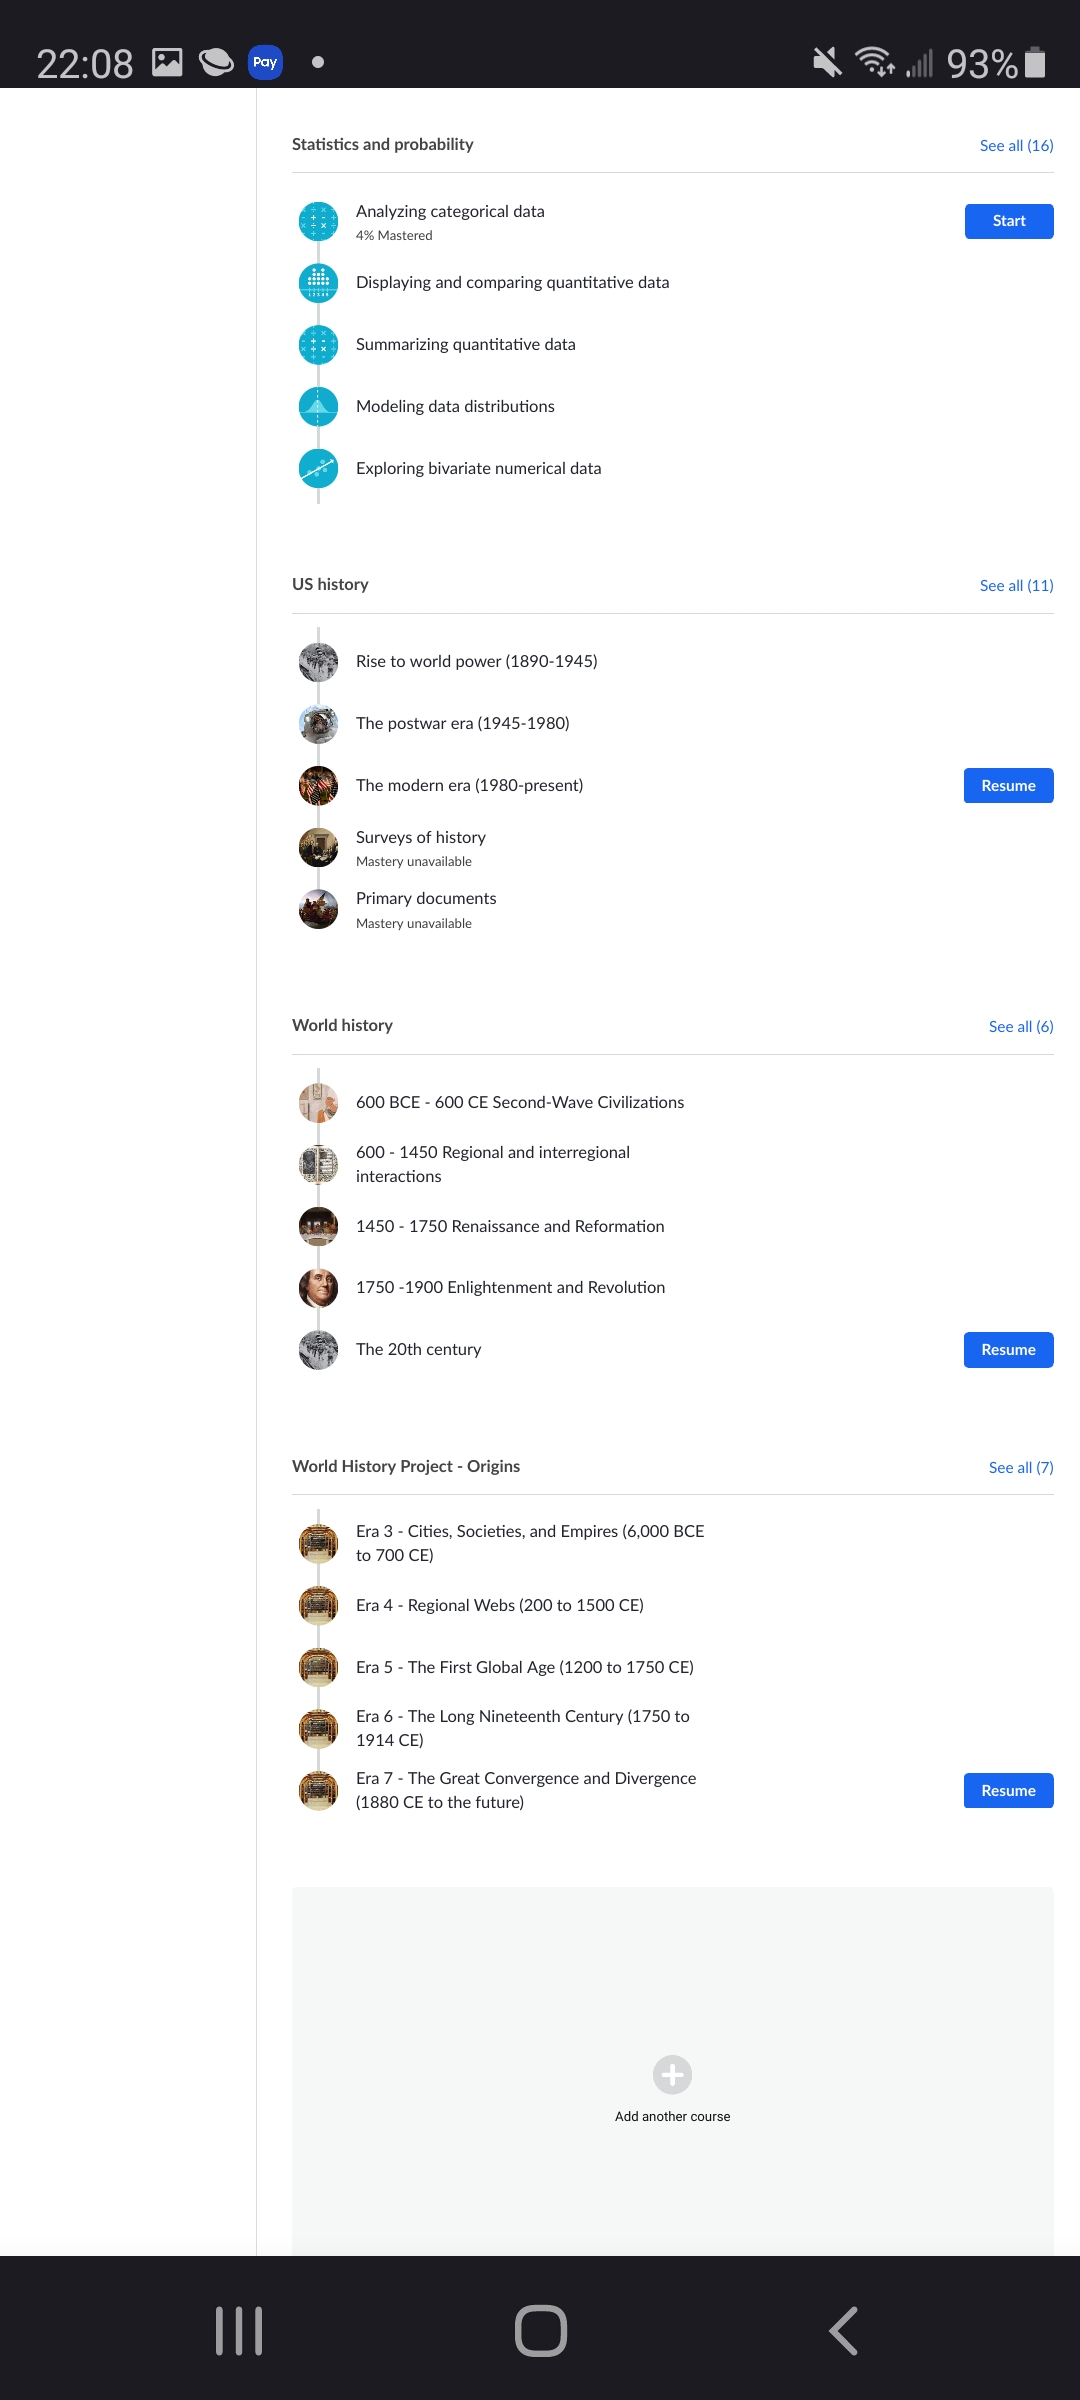 22:08
Pay
93%
Statistics and probability
See all (16)
Analyzing categorical data
Start
4% Mastered
Displaying and comparing quantitative data
Summarizing quantitative data
Modeling data distributions
Exploring bivariate numerical data
US history
See all (11)
Rise to world power (1890-1945)
The postwar era (1945-1980)
The modern era (1980-present)
Resume
Surveys of history
Mastery unavailable
Primary documents
Mastery unavailable
World history
See all (6)
600 BCE - 600 CE Second-Wave Civilizations
600 - 1450 Regional and interregional
interactions
1450 - 1750 Renaissance and Reformation
1750 -1900 Enlightenment and Revolution
The 20th century
Resume
World History Project - Origins
See all (7)
Era 3 - Cities, Societies, and Empires (6,000 BCE
to 700 CE)
Era 4 - Regional Webs (200 to 1500 CE)
Era 5 - The First Global Age (1200 to 1750 CE)
Era 6 - The Long Nineteenth Century (1750 to
1914 CE)
Era 7 - The Great Convergence and Divergence
(1880 CE to the future)
Resume
Add another course